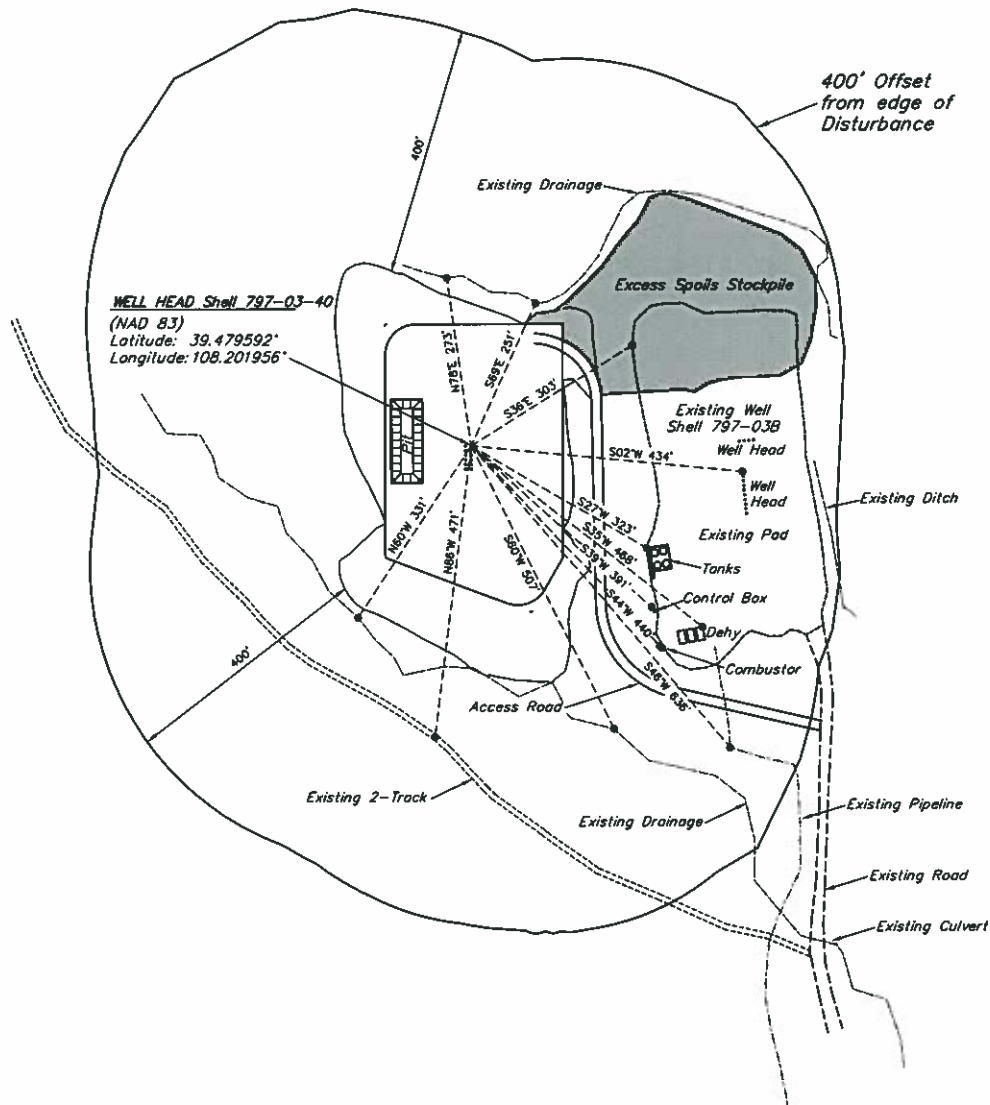 400' Offset
from edge of
Disturbance
400'
Existing Drainage
Excess Spoils Stockpile
WELL HEAD Shell 797-03-40
(NAD 83)
Latitude: 39.479592°
Longitude: 108.201956°
N78°E 273'
S69°E 251'
S36°E 303'
Existing Well
Shell 797-03B
Well Head
Pit
S02°W 434'
Well
Head
Existing Ditch
S27°W 323'
Existing Pad
N60°W 331'
N86°W 471'
S60°W 507'
S35°W 468'
S39°W 391'
S44°W 440'
S46°W 636'
Tanks
Control Box
Dehy
Combustor
400'
Access Road
Existing 2-Track
Existing Drainage
Existing Pipeline
Existing Road
Existing Culvert